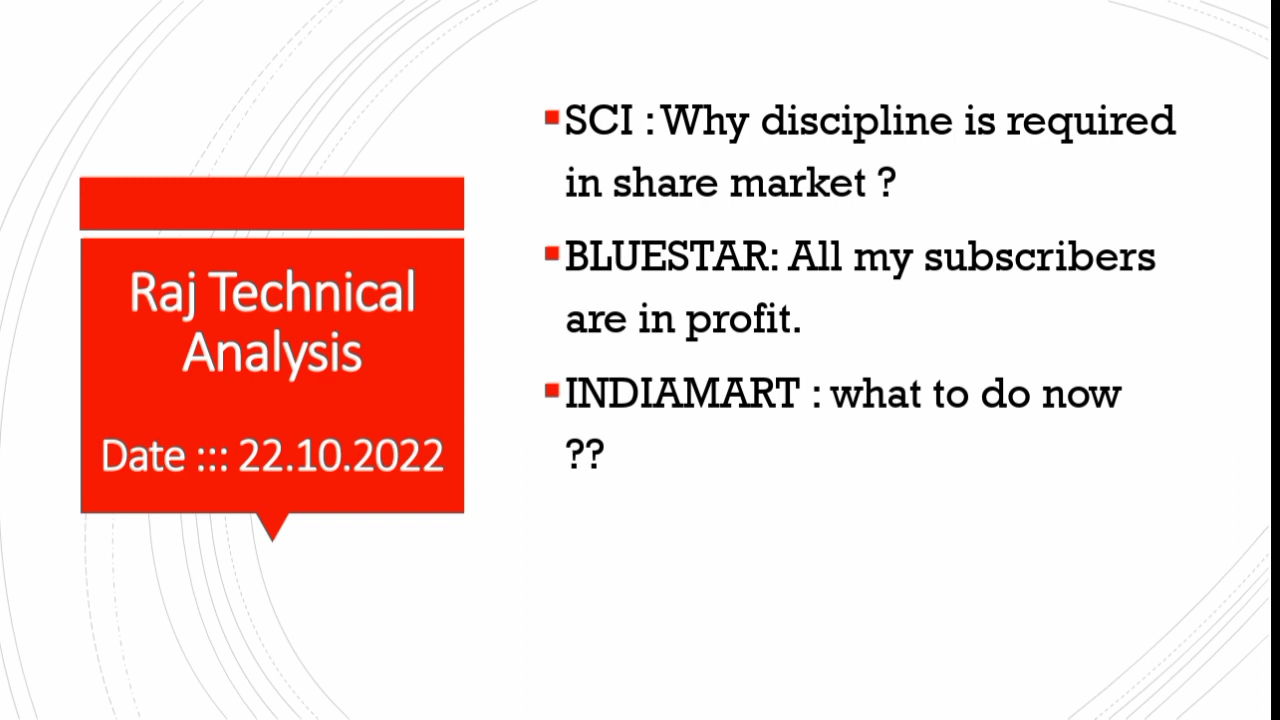 Raj Technical
Analysis
Date ::: 22.10.2022
SCI : Why discipline is required
in share market ?
BLUESTAR: All my subscribers
are in profit.
INDIAMART : what to do now
??